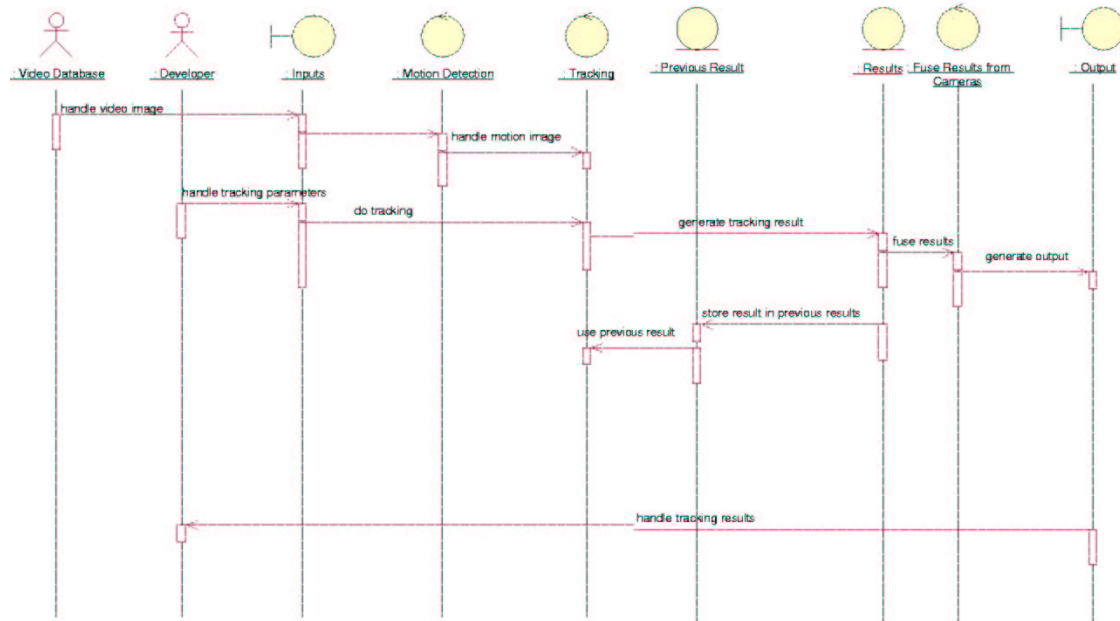 : Video Database
: Developer
: Inputs
: Motion Detection
: Tracking
: Previous Result
: Results
: Fuse Results from
Cameras
: Output
handle video image
handle motion image
handle tracking parameters
do tracking
generate tracking result
fuse results
generate output
store result in previous results
use previous result
handle tracking results